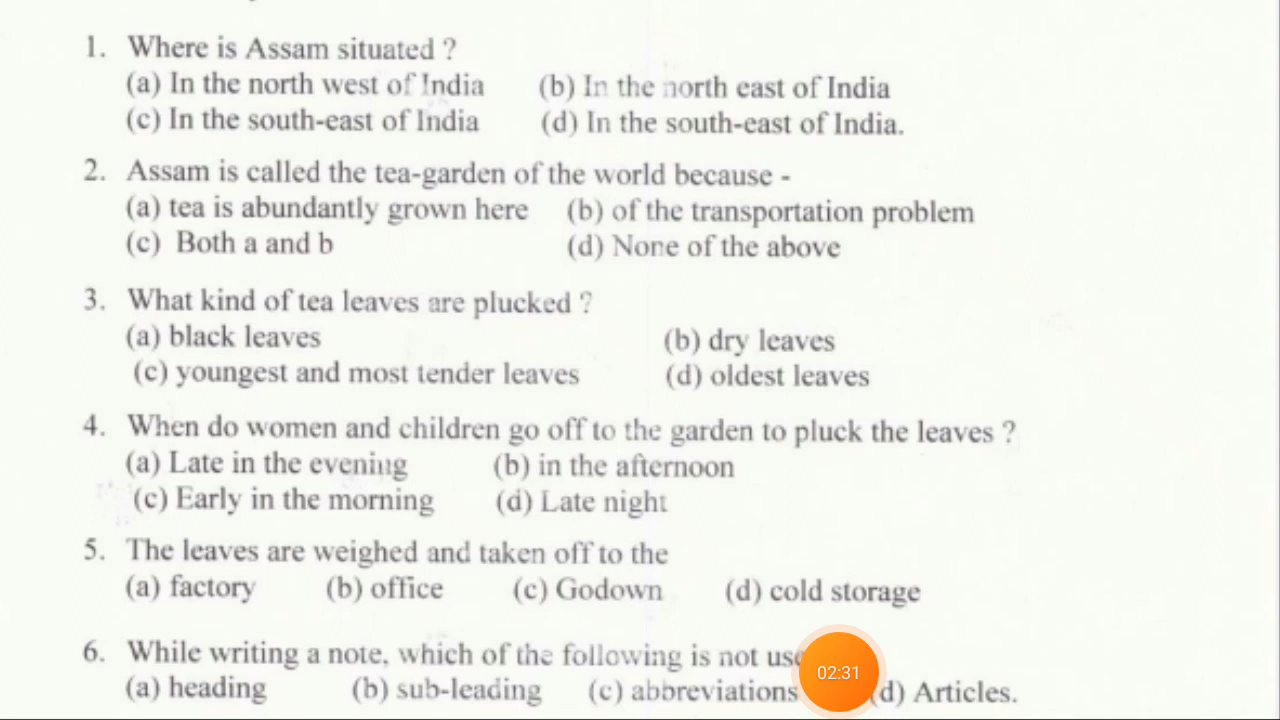 1. Where is Assam situated ?
(a) In the north west of India (b) In the north east of India
(c) In the south-east of India (d) In the south-east of India.
2. Assam is called the tea-garden of the world because -
(a) tea is abundantly grown here (b) of the transportation problem
(c) Both a and b (d) None of the above
3. What kind of tea leaves are plucked ?
(a) black leaves (b) dry leaves
(c) youngest and most tender leaves (d) oldest leaves
4. When do women and children go off to the garden to pluck the leaves ?
(a) Late in the evening (b) in the afternoon
(c) Early in the morning (d) Late night
5. The leaves are weighed and taken off to the
(a) factory (b) office (c) Godown (d) cold storage
6. While writing a note, which of the following is not
02:31
(a) heading (b) sub-leading (c) abbreviations (d) Articles.